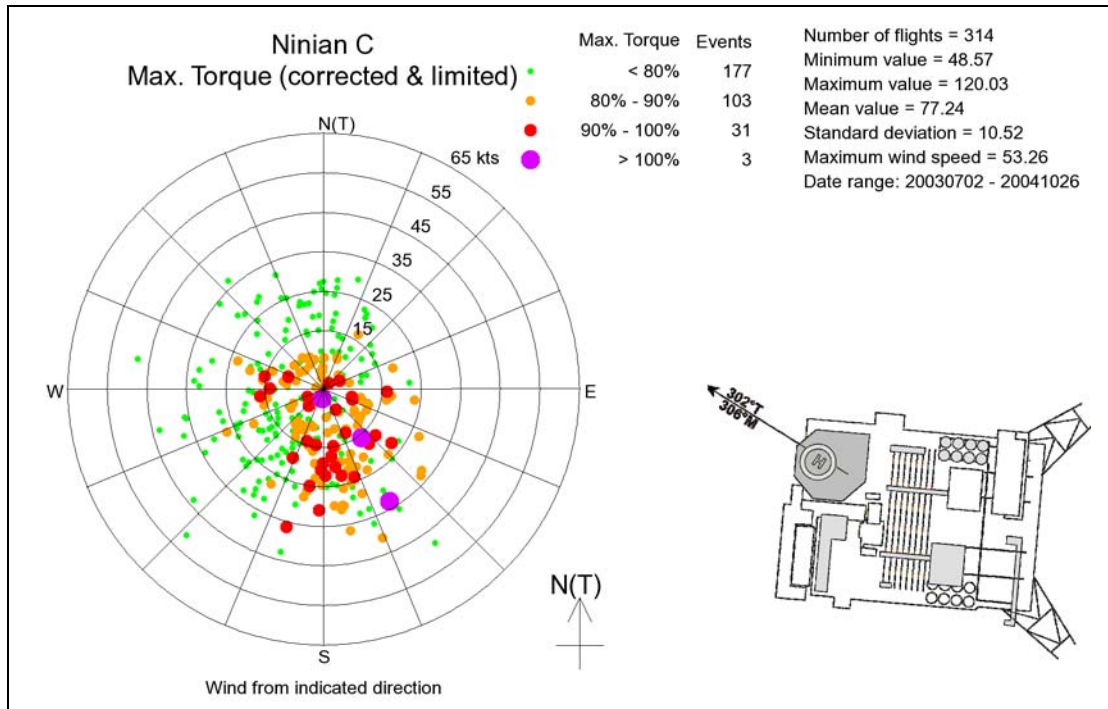 Ninian C
Max. Torque (corrected & limited)
Max. Torque Events
< 80% 177
80% - 90% 103
90% - 100% 31
> 100% 3
Number of flights = 314
Minimum value = 48.57
Maximum value = 120.03
Mean value = 77.24
Standard deviation = 10.52
Maximum wind speed = 53.26
Date range: 20030702 - 20041026
N(T)
65 kts
55
45
35
25
15
W
E
S
Wind from indicated direction
N(T)
302°T
306°M
H